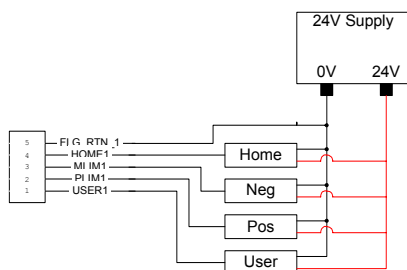 24V Supply
0V 24V
5 FLG_RTN_1
4 HOME1
3 MLIM1
2 PLIM1
1 USER1
Home
Neg
Pos
User